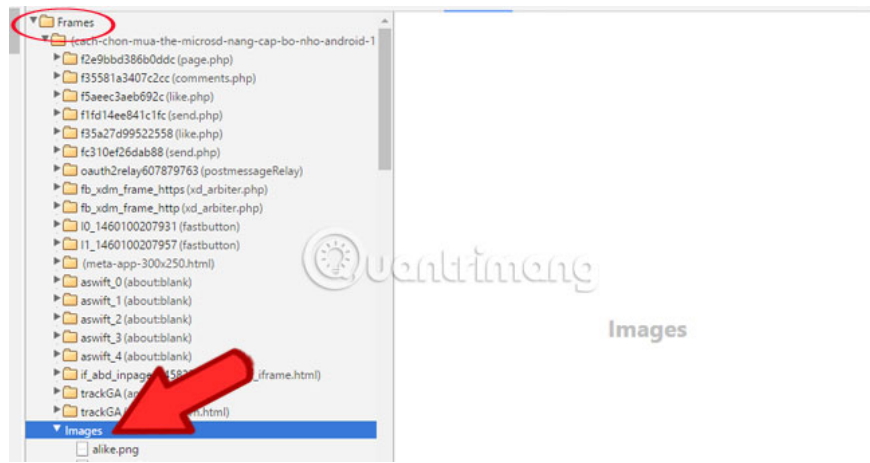 Frames
(cach-chon-mua-the-microsd-nang-cap-bo-nho-android-1
f2e9bbd386b0ddc (page.php)
f35581a3407c2cc (comments.php)
f5aeec3aeb692c (like.php)
f1fd14ee841c1fc (send.php)
f35a27d99522558 (like.php)
fc310ef26dab88 (send.php)
oauth2relay607879763 (postmessageRelay)
fb_xdm_frame_https (xd_arbiter.php)
fb_xdm_frame_http (xd_arbiter.php)
I0_1460100207931 (fastbutton)
I1_1460100207957 (fastbutton)
(meta-app-300x250.html)
Quantrimang
aswift_0 (about:blank)
aswift_1 (about:blank)
aswift_2 (about:blank)
aswift_3 (about:blank)
Images
aswift_4 (about:blank)
if_abd_inpage iframe.html)
trackGA
trackGA .html)
Images
alike.png